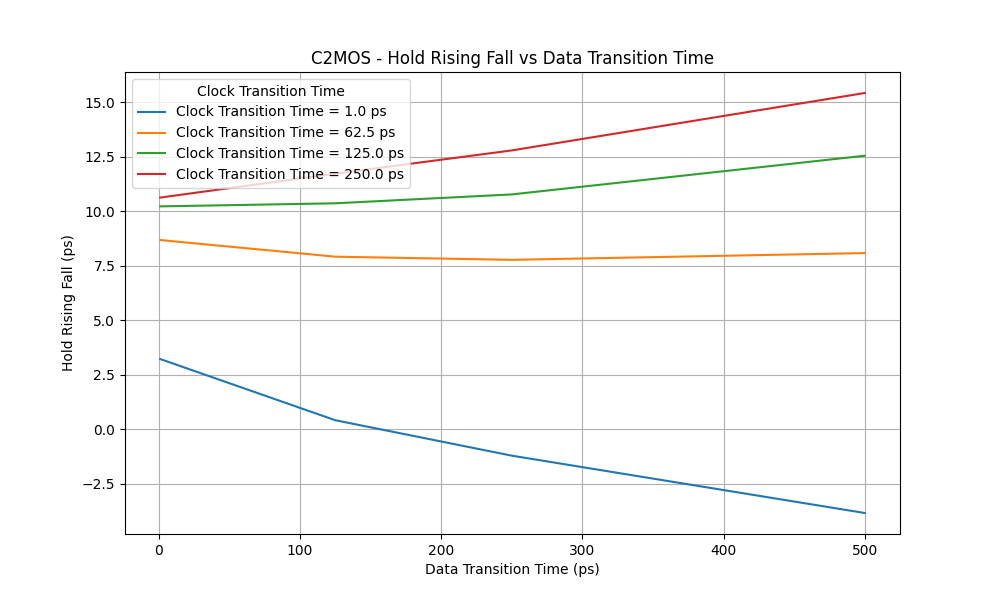 C2MOS - Hold Rising Fall vs Data Transition Time
Clock Transition Time
Clock Transition Time = 1.0 ps
Clock Transition Time = 62.5 ps
Clock Transition Time = 125.0 ps
Clock Transition Time = 250.0 ps
Hold Rising Fall (ps)
15.0
12.5
10.0
7.5
5.0
2.5
0.0
−2.5
0 100 200 300 400 500
Data Transition Time (ps)